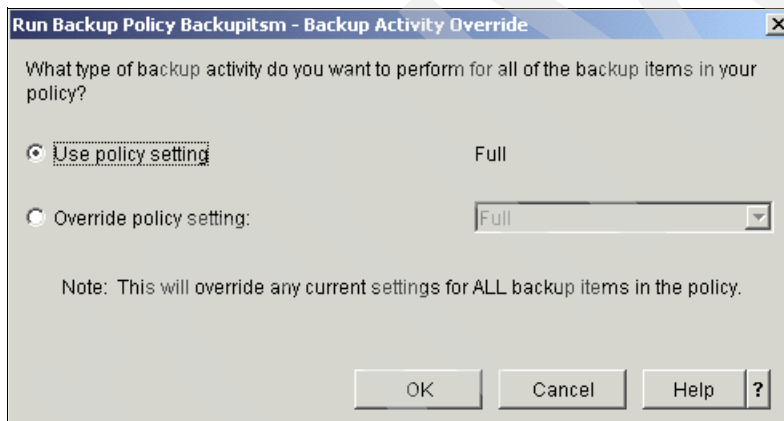 Run Backup Policy Backupitsm - Backup Activity Override
What type of backup activity do you want to perform for all of the backup items in your
policy?
Use policy setting Full
Override policy setting: Full
Note: This will override any current settings for ALL backup items in the policy.
OK Cancel Help ?